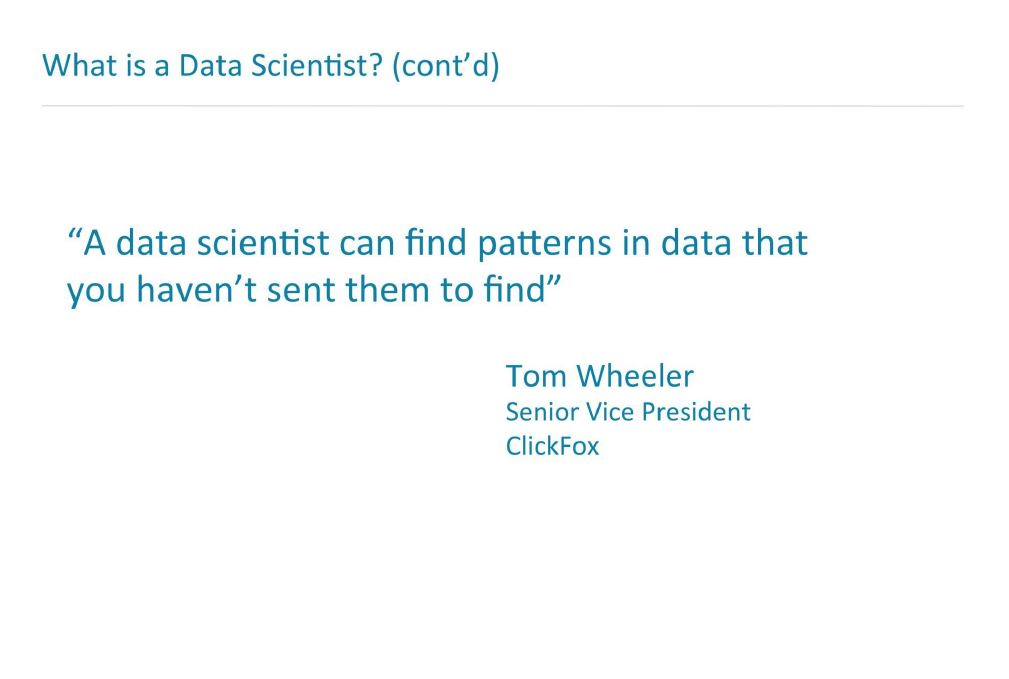 What is a Data Scientist? (cont’d)
“A data scientist can find patterns in data that
you haven’t sent them to find”
Tom Wheeler
Senior Vice President
ClickFox